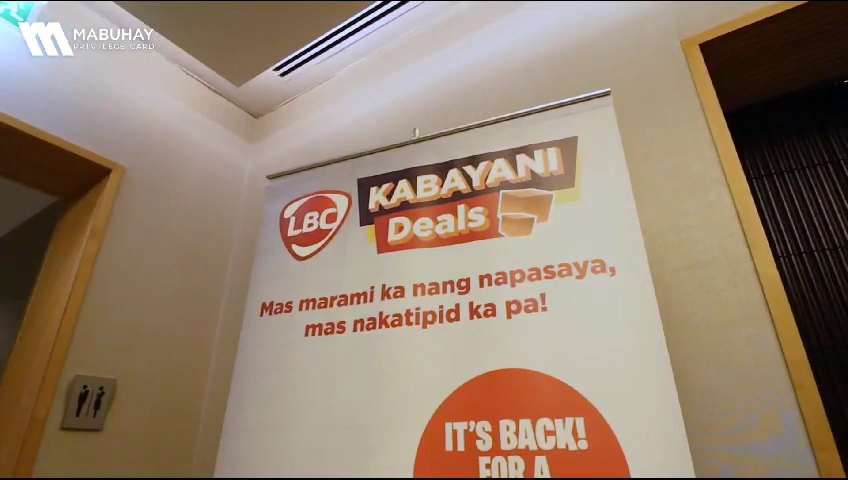 MABUHAY
PRIVILEGE CARD
LBC
KABAYANI
Deals
Mas marami ka nang napasaya,
mas nakatipid ka pa!
IT'S BACK!
FOR A